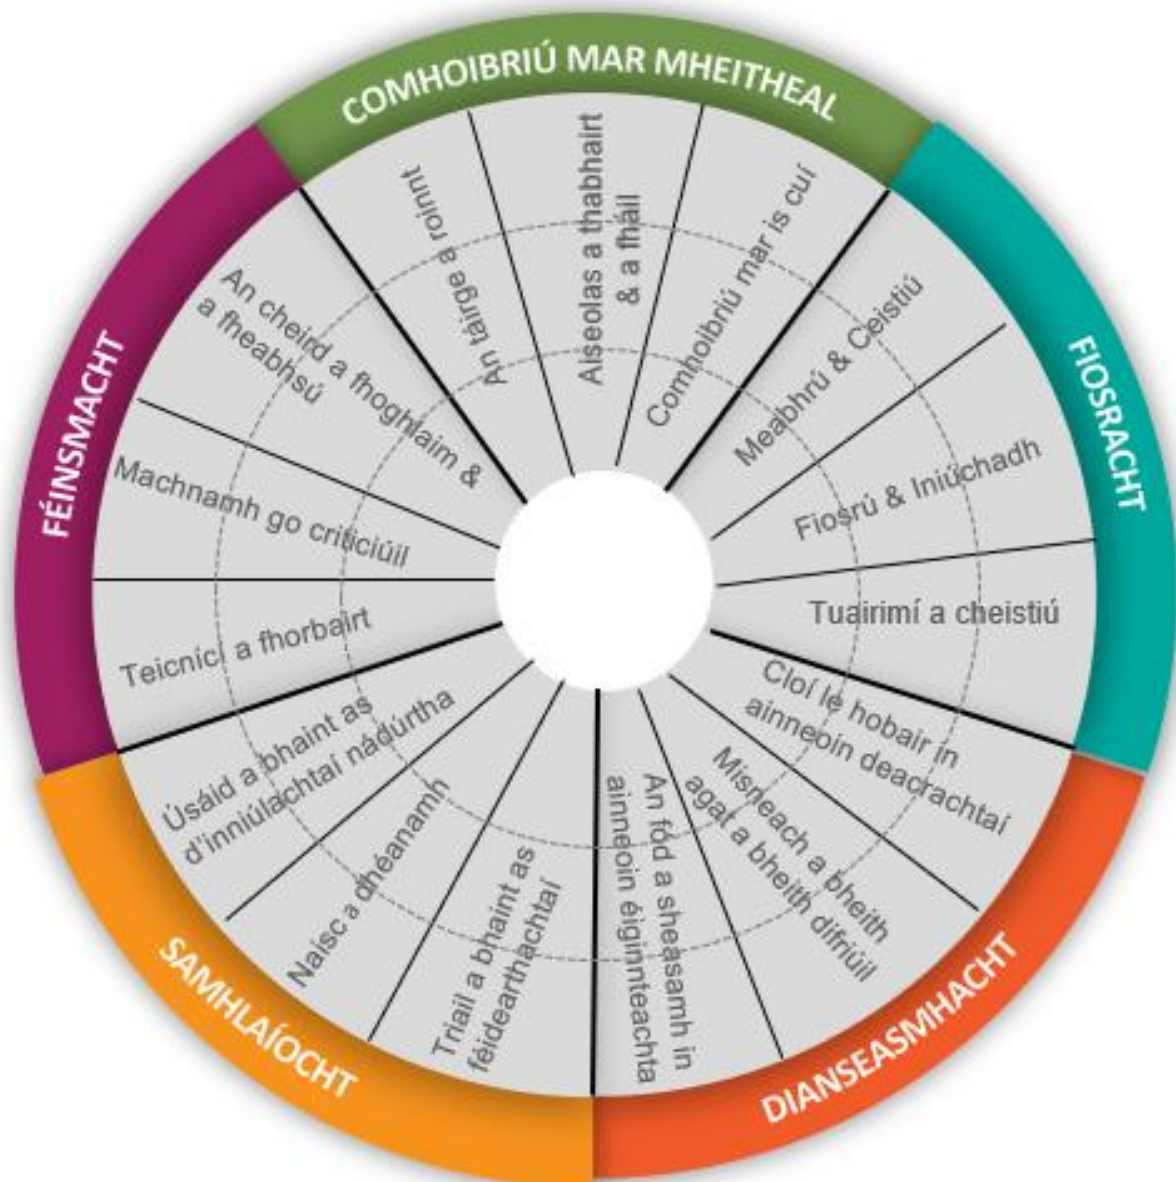 COMHOIBRIÚ MAR MHEITHEAL
An táirge a roinnt
Aiseolas a thabhairt
& a fháil
Comhoibriú mar is cuí
FIOSRACHT
Meabhrú & Ceistiú
Fiosrú & Iniúchadh
Tuairimí a cheistiú
DIANSEASMHACHT
Cloí le hobair in
ainneoin deacrachtaí
Misneach a bheith
agat a bheith difriúil
An fód a sheasamh in
ainneoin éiginnteachta
SAMHLAÍOCHT
Triail a bhaint as
féidearthachtaí
Naisc a dhéanamh
Úsáid a bhaint as
d'inniúlachtaí nádúrtha
FÉINSMACHT
Teicnící a fhorbairt
Machnamh go criticiúil
An cheird a fhoghlaim &
a fheabhsú